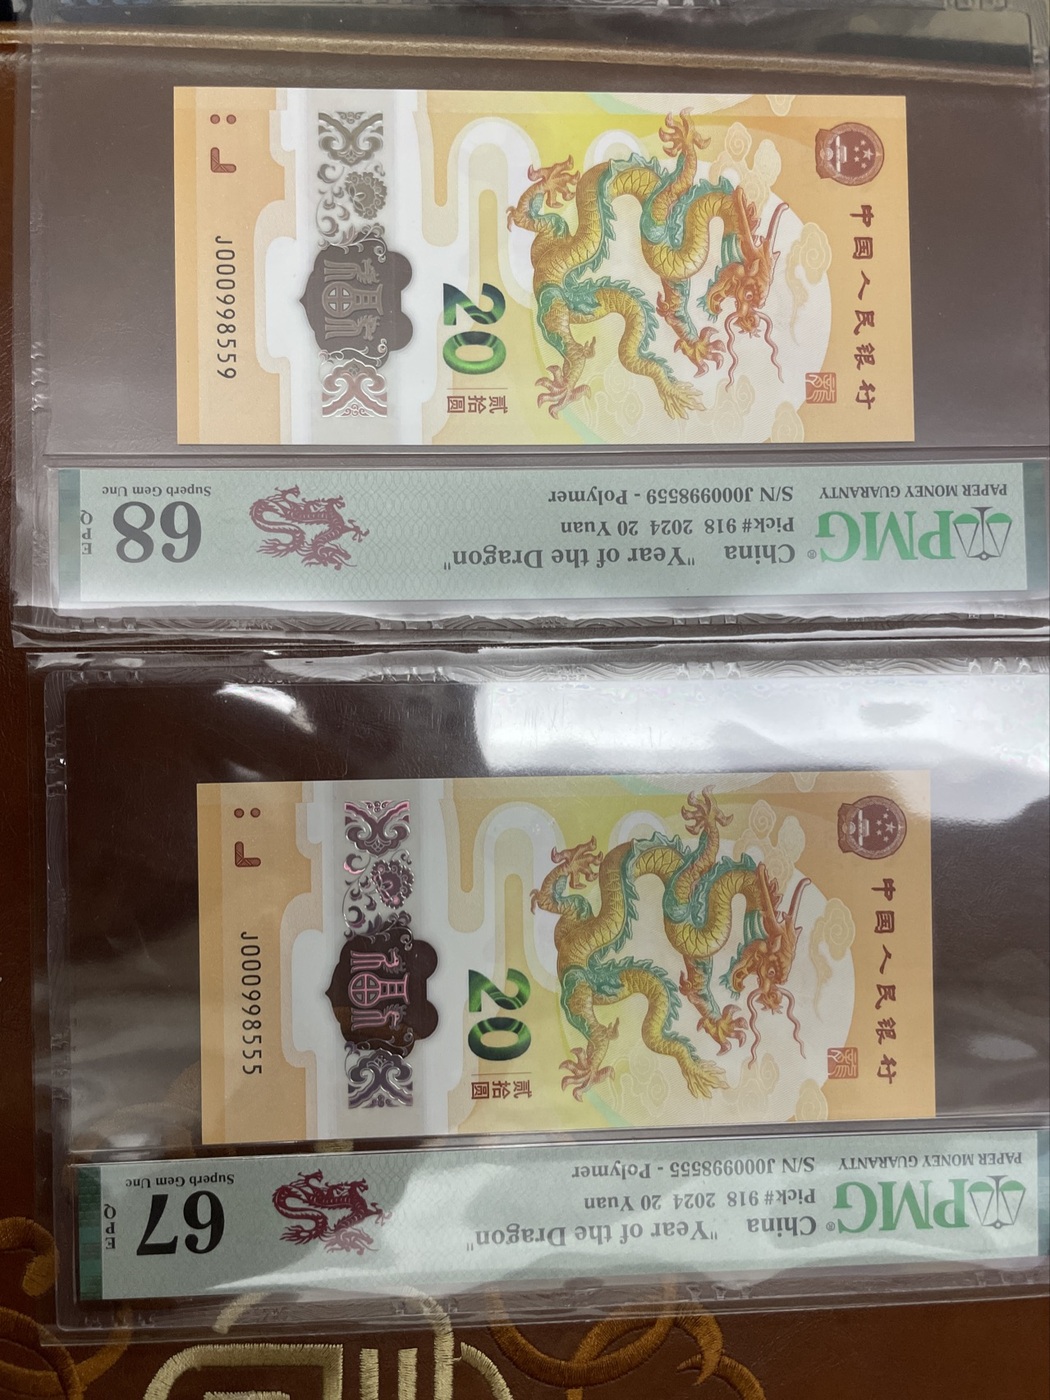 中国人民银行
20
贰拾圆
J000998559
PMG
PAPER MONEY GUARANTY
China "Year of the Dragon"
Pick# 918 2024 20 Yuan
S/N J000998559 - Polymer
68
Superb Gem Unc
EPQ
中国人民银行
20
贰拾圆
J000998555
PMG
PAPER MONEY GUARANTY
China "Year of the Dragon"
Pick# 918 2024 20 Yuan
S/N J000998555 - Polymer
67
Superb Gem Unc
EPQ